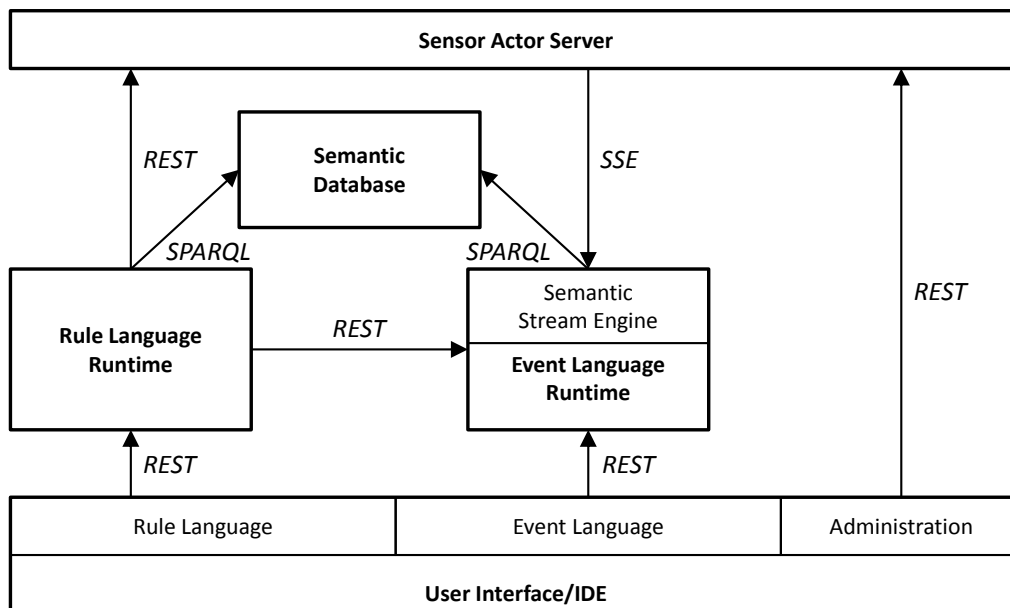 Sensor Actor Server
REST
Semantic
Database
SSE
SPARQL
SPARQL
Rule Language
Runtime
REST
Semantic
Stream Engine
Event Language
Runtime
REST
REST
REST
Rule Language
Event Language
Administration
User Interface/IDE